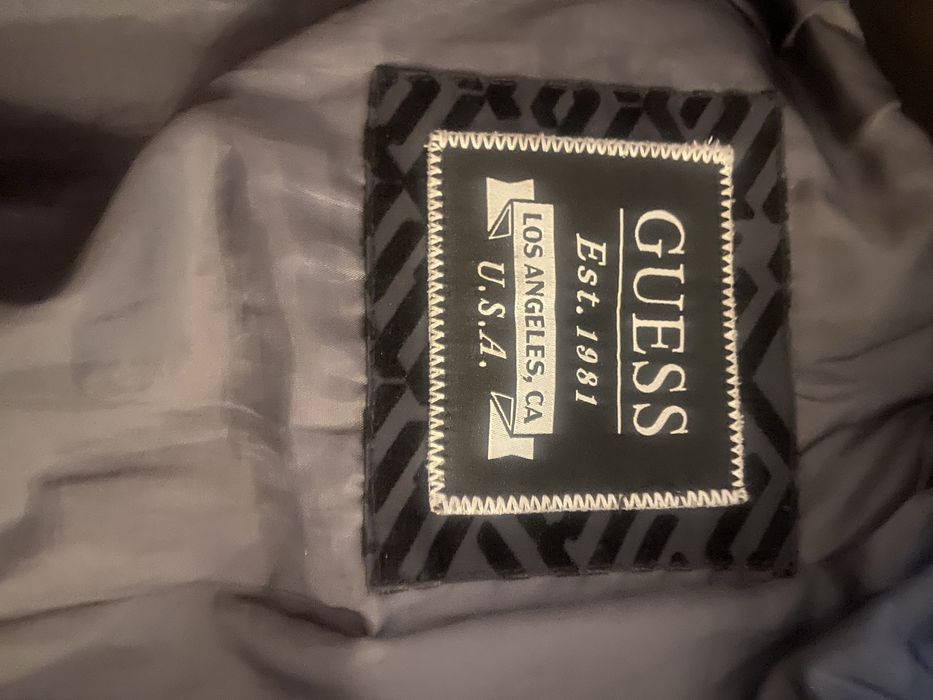 GUESS
Est. 1981
LOS ANGELES, CA
U.S.A.